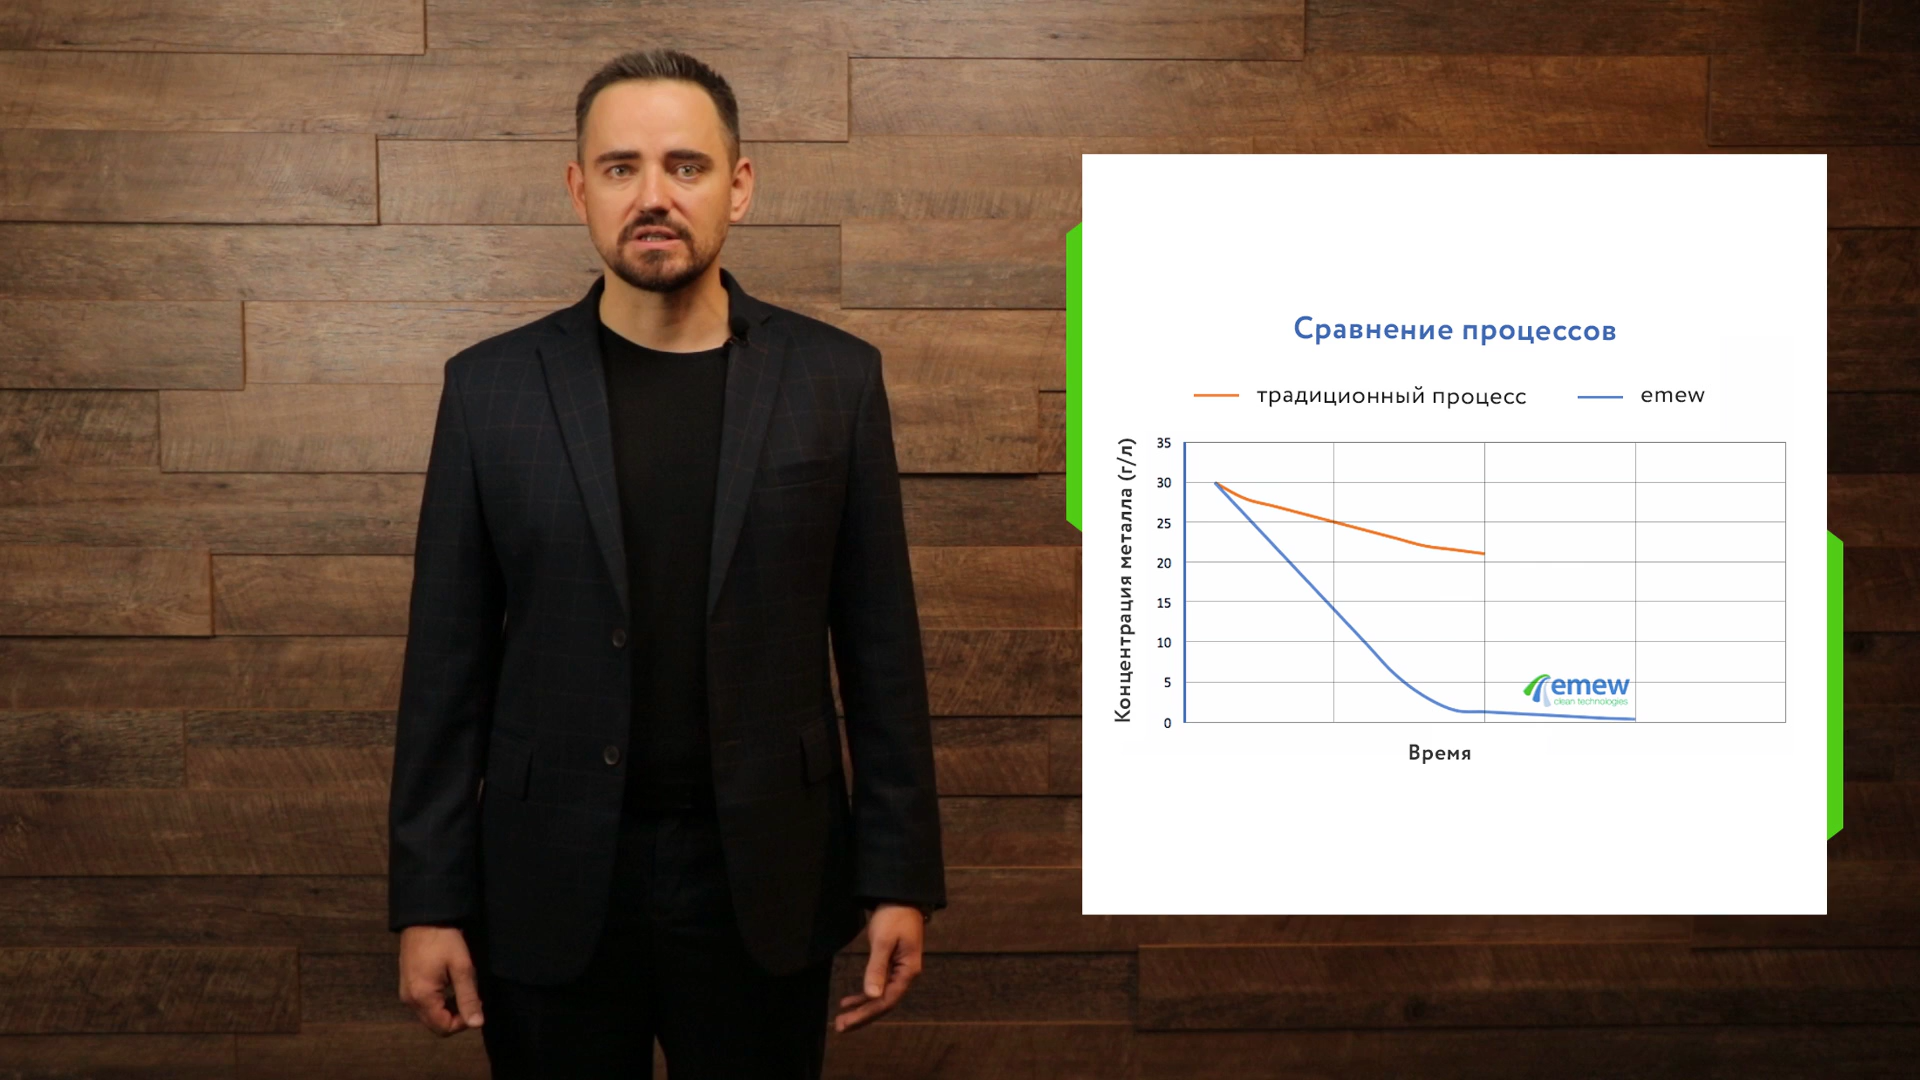 Сравнение процессов
традиционный процесс
emew
Концентрация металла (г/л)
35
30
25
20
15
10
5
0
emew
clean technologies
Время